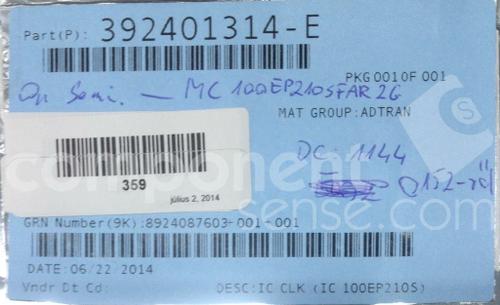 Part(P): 392401314-E
PKG 0010F 001
On Semi. — MC 100EP210SFAR2G
MAT GROUP:ADTRAN
DC: 1144
359
július 2, 2014
component
sense.com
GRN Number(9K):8924087603-001-001
DATE:06/22/2014
Vndr Dt Cd:
DESC:IC CLK (IC 100EP210S)